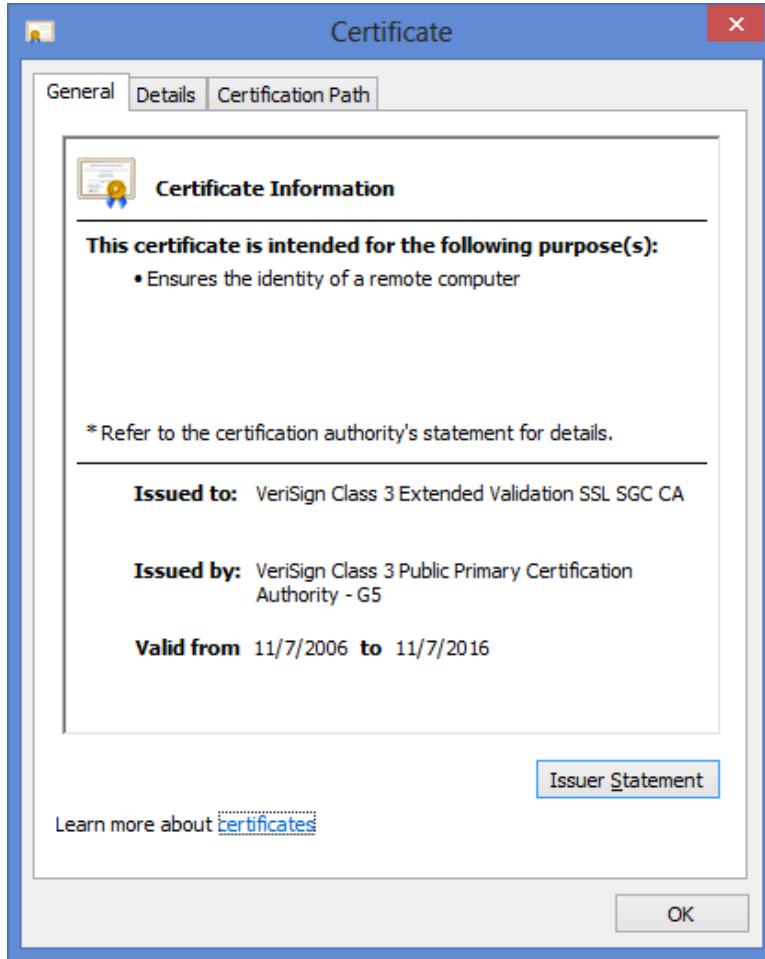 Certificate
General Details Certification Path
Certificate Information
This certificate is intended for the following purpose(s):
• Ensures the identity of a remote computer
* Refer to the certification authority's statement for details.
Issued to: VeriSign Class 3 Extended Validation SSL SGC CA
Issued by: VeriSign Class 3 Public Primary Certification
Authority - G5
Valid from 11/7/2006 to 11/7/2016
Issuer Statement
Learn more about certificates
OK